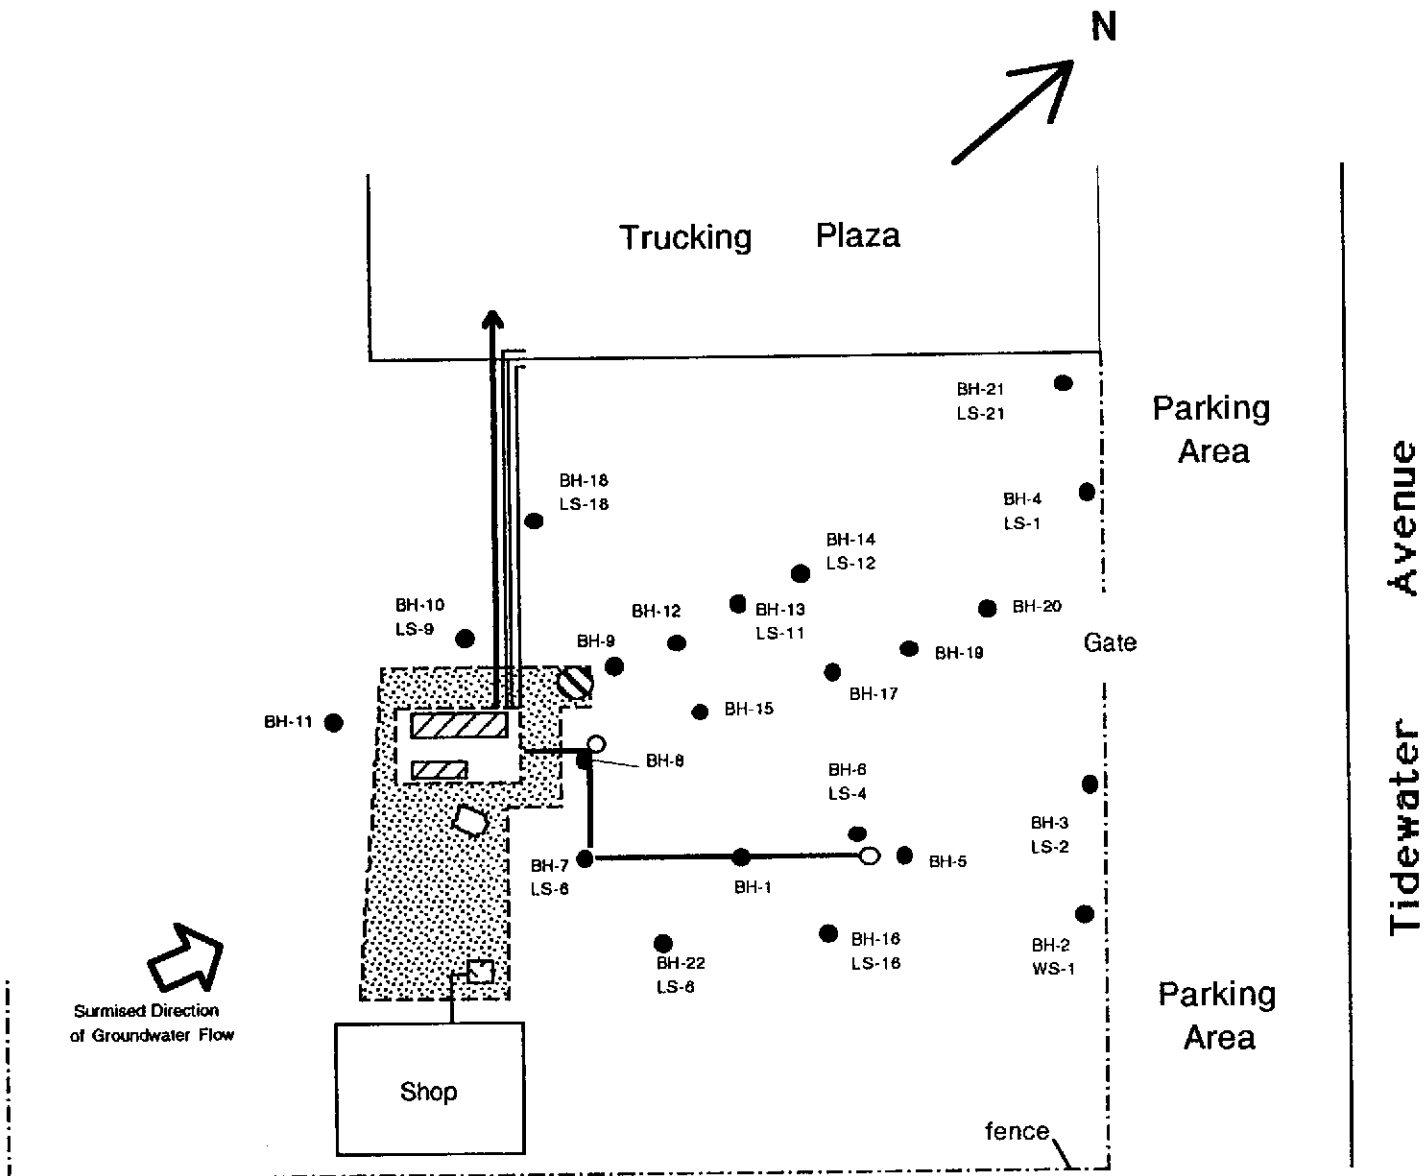 N
Trucking Plaza
BH-21
LS-21
Parking
Area
BH-18
LS-18
BH-4
LS-1
BH-14
LS-12
BH-10
LS-9
BH-12
BH-13
LS-11
BH-20
BH-9
BH-19
Gate
BH-17
BH-11
BH-15
BH-8
BH-6
LS-4
BH-3
LS-2
BH-7
LS-6
BH-1
BH-5
BH-2
WS-1
BH-16
LS-16
BH-22
LS-6
Surmised Direction
of Groundwater Flow
Parking
Area
Shop
fence
Tidewater Avenue